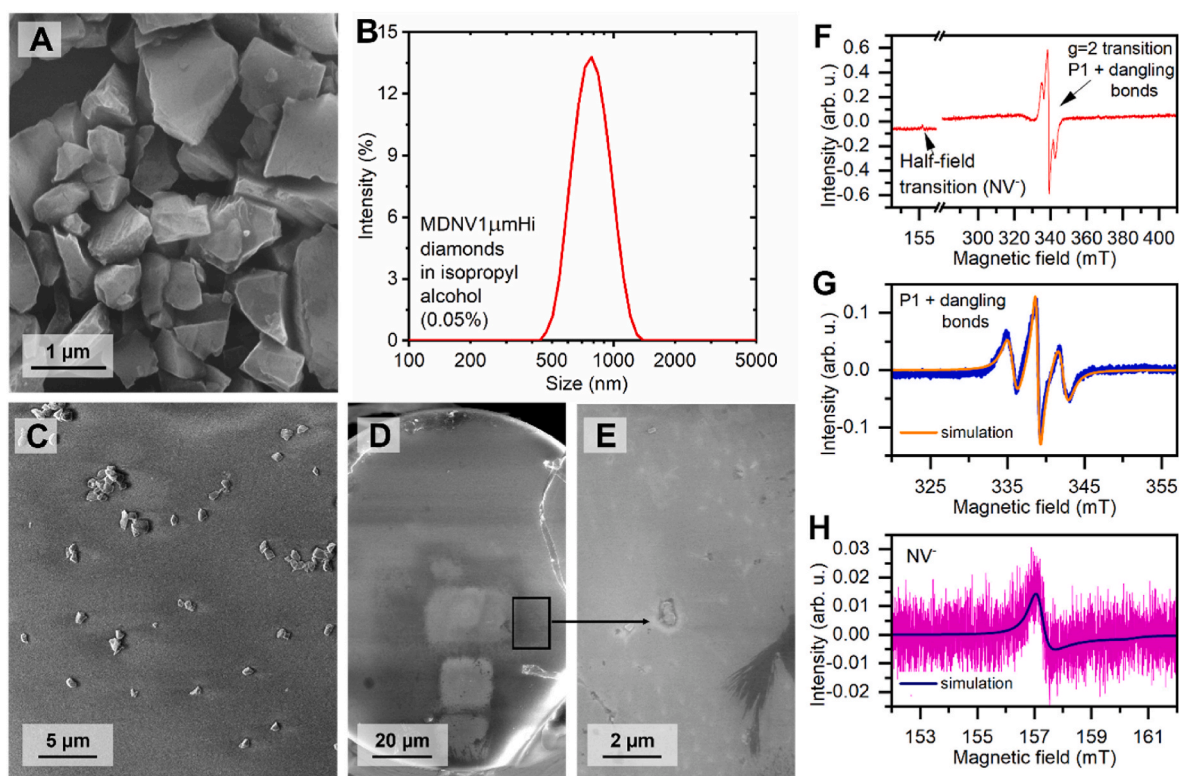 A
1 µm
B
15
12
9
6
3
0
Intensity (%)
MDNV1µmHi
diamonds
in isopropyl
alcohol
(0.05%)
100
200
500
1000
2000
5000
Size (nm)
C
5 µm
D
20 µm
E
2 µm
F
0.6
0.4
0.2
0.0
-0.2
-0.4
-0.6
Intensity (arb. u.)
g=2 transition
P1 + dangling
bonds
Half-field
transition (NV⁻)
155 300 320 340 360 380 400
Magnetic field (mT)
G
0.1
0.0
-0.1
Intensity (arb. u.)
P1 + dangling
bonds
simulation
325 335 345 355
Magnetic field (mT)
H
0.03
0.02
0.01
0.00
-0.01
-0.02
Intensity (arb. u.)
NV⁻
simulation
153 155 157 159 161
Magnetic field (mT)